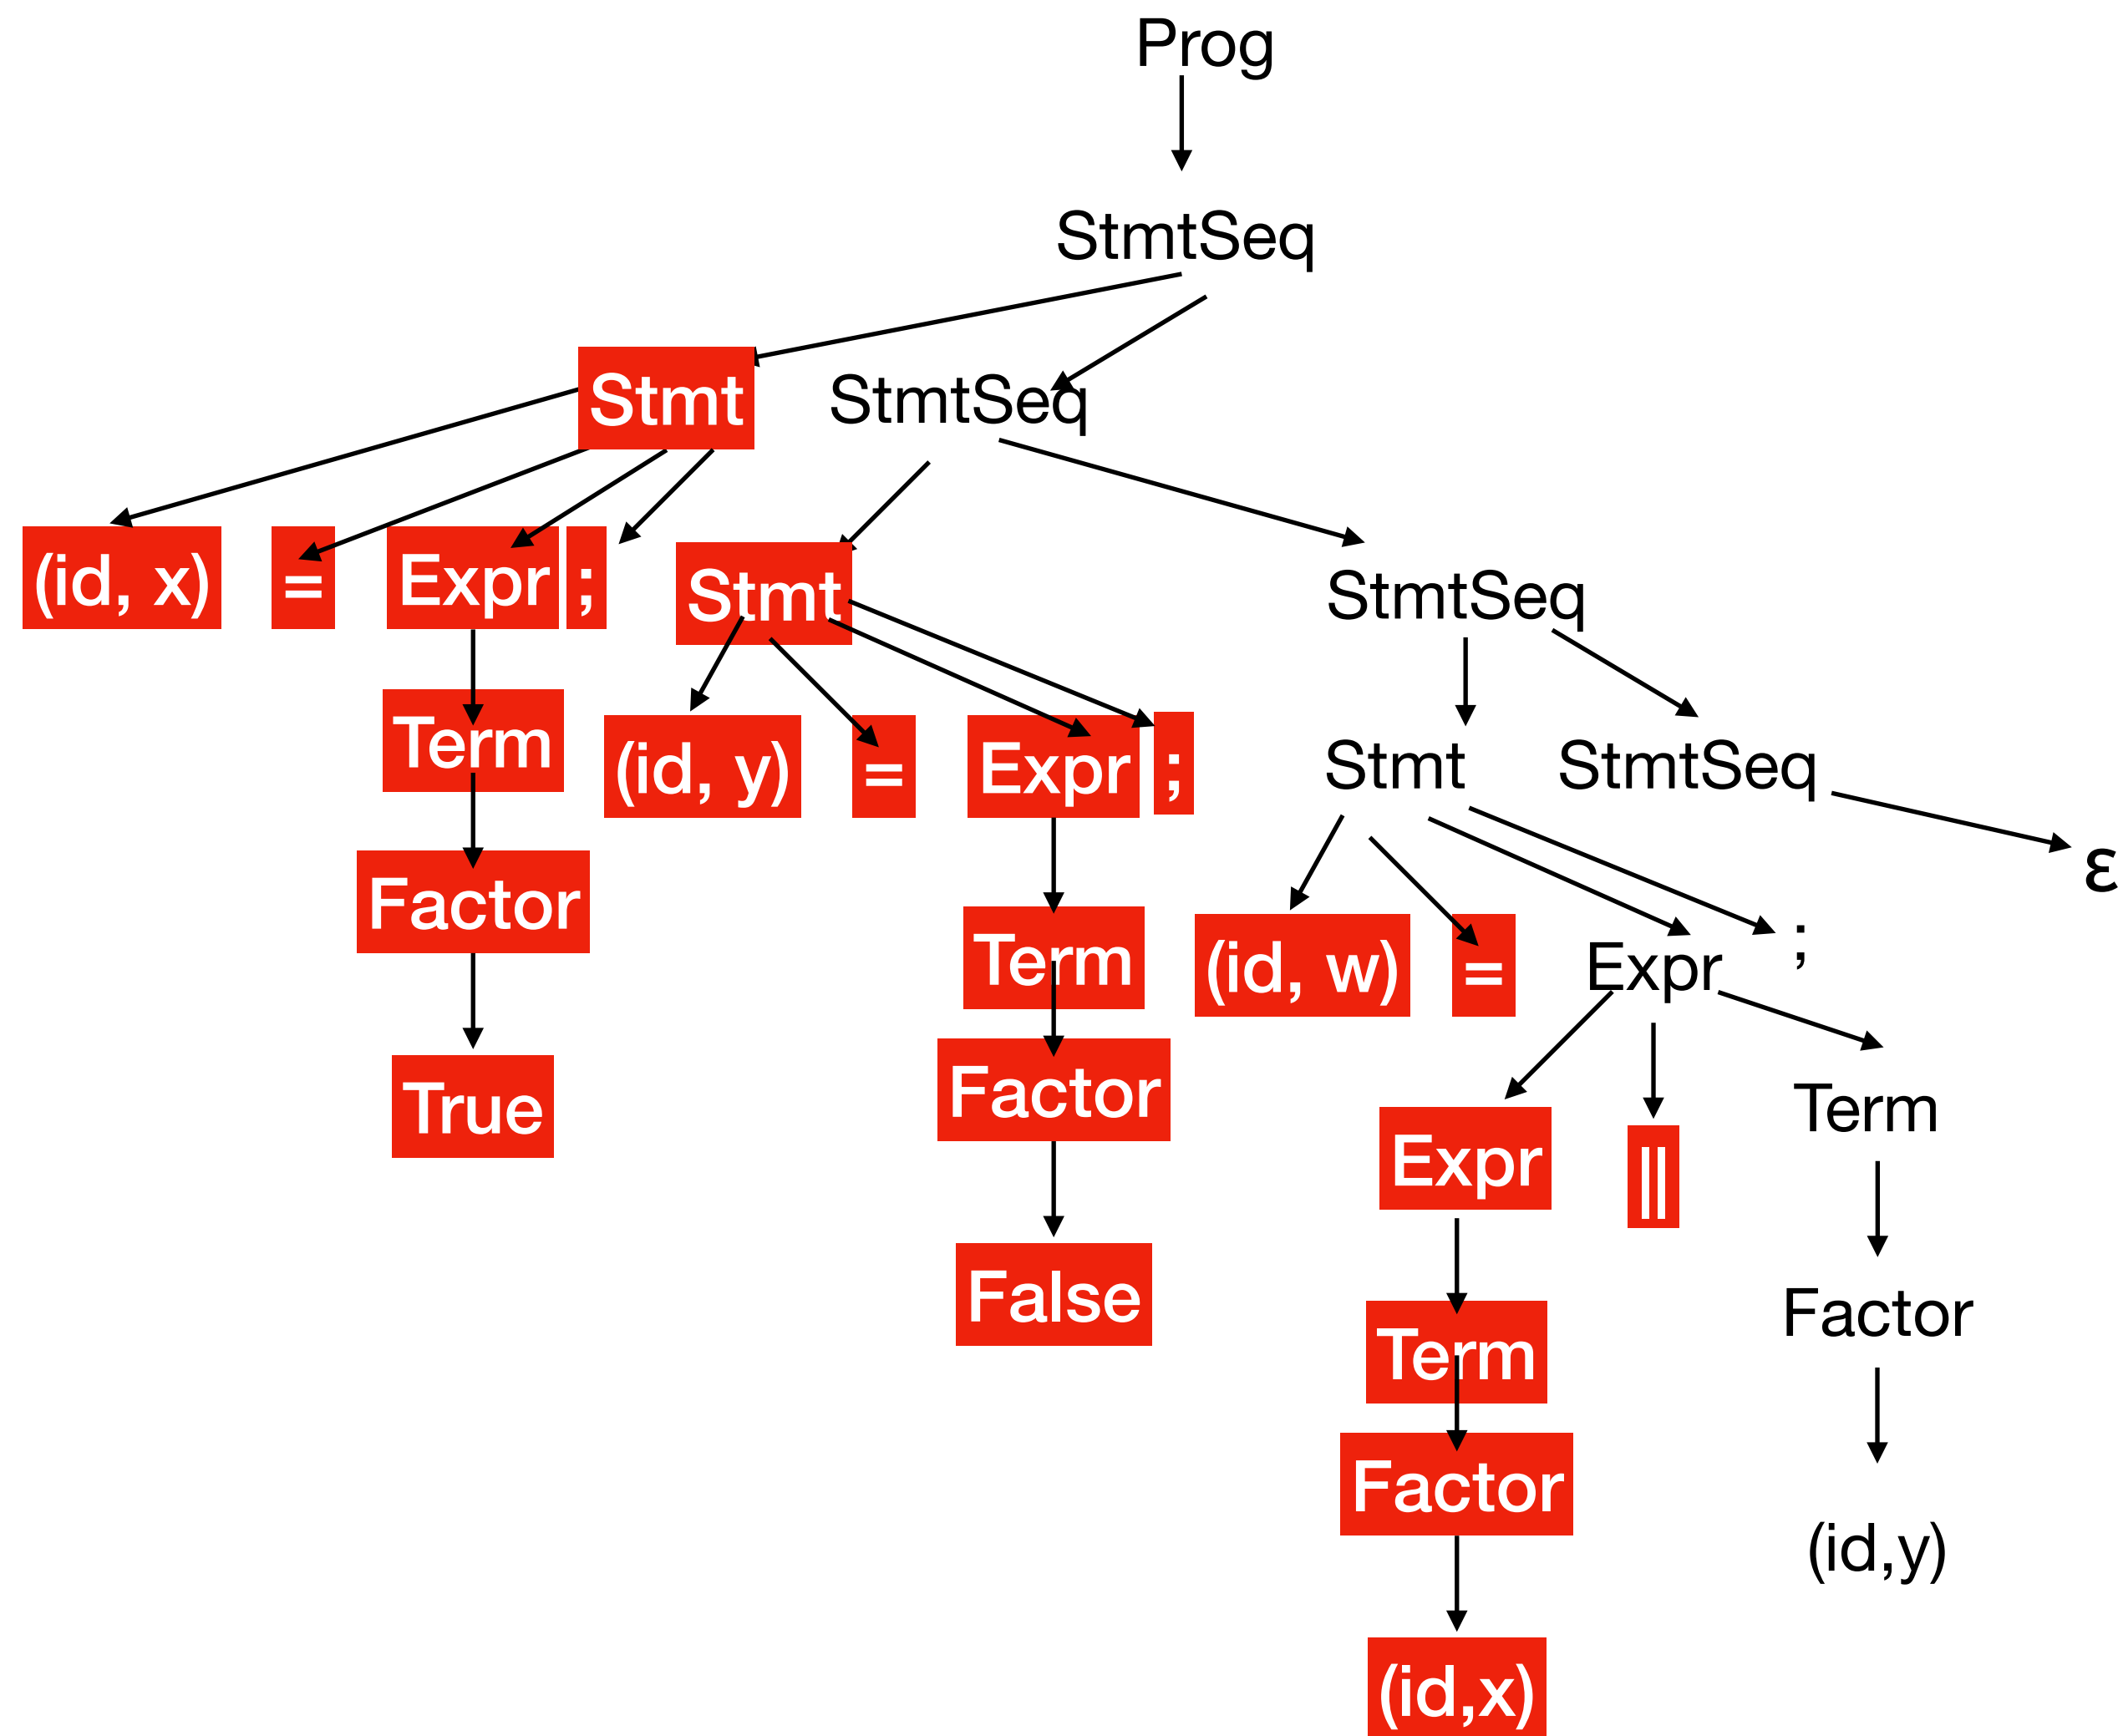 Prog
StmtSeq
Stmt StmtSeq
(id, x) = Expr ; Stmt StmtSeq
Term (id, y) = Expr ; Stmt StmtSeq
Factor Term (id, w) = Expr ; ε
True Factor Expr || Term
False Term Factor
Factor (id,y)
(id,x)